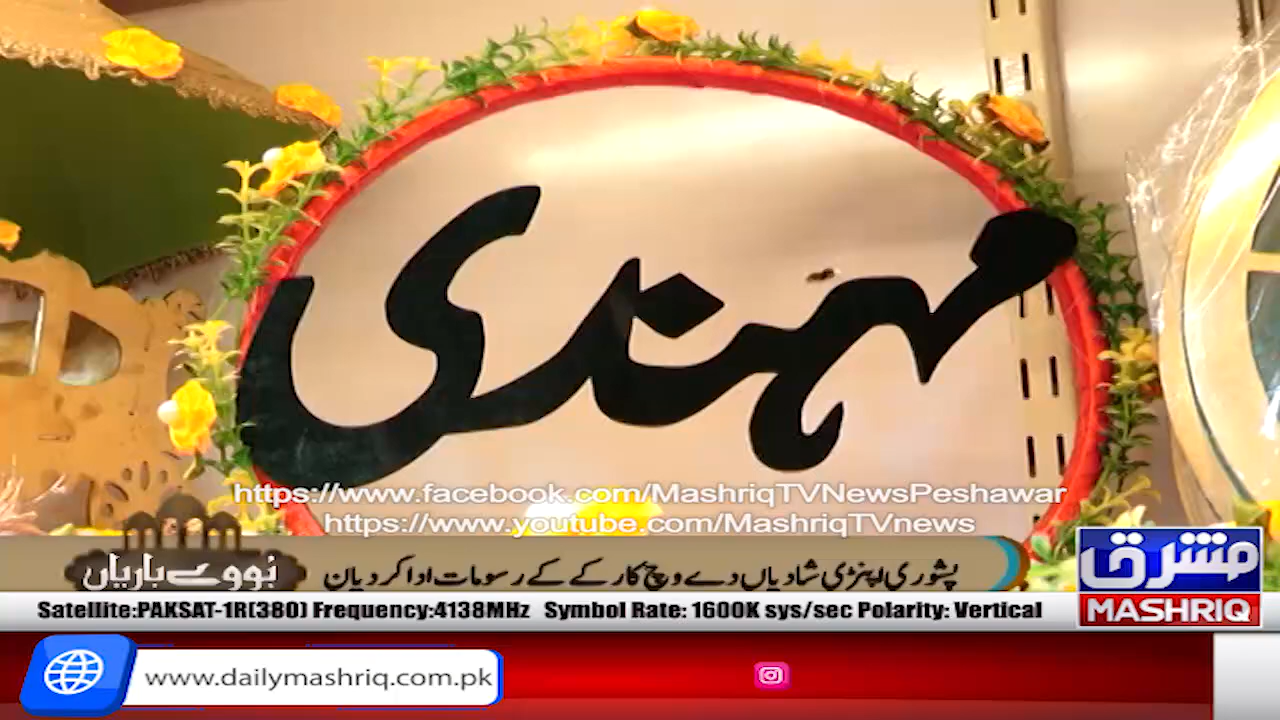 مہندی
https://www.facebook.com/MashriqTVNewsPeshawar
https://www.youtube.com/MashriqTVnews
بووے باریاں
پشوری اپنڑی شادیاں دے وچ کار کے کے رسومات ادا کردیان
مشرق
MASHRIQ
Satellite:PAKSAT-1R(380) Frequency:4138MHz Symbol Rate: 1600K sys/sec Polarity: Vertical
www.dailymashriq.com.pk